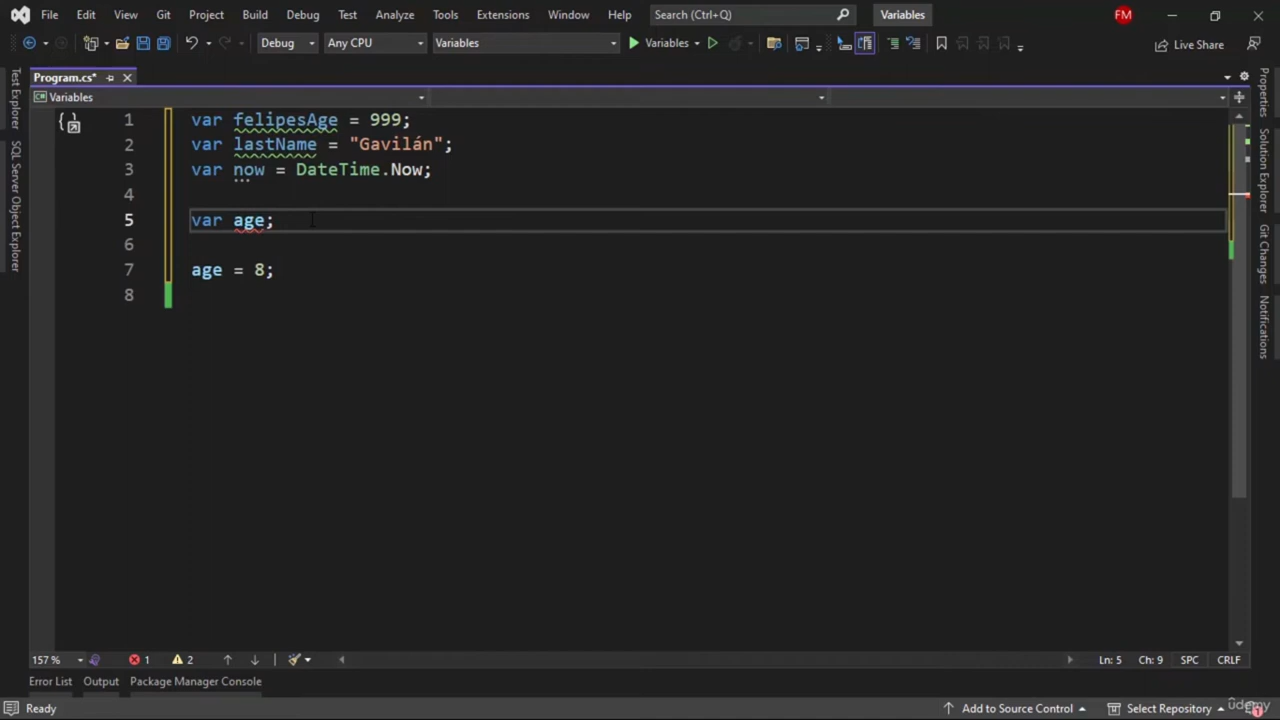 File Edit View Git Project Build Debug Test Analyze Tools Extensions Window Help Search (Ctrl+Q) Variables FM
Debug Any CPU Variables Variables Live Share
Program.cs*
C# Variables
Test Explorer
SQL Server Object Explorer
1 var felipesAge = 999;
2 var lastName = "Gavilán";
3 var now = DateTime.Now;
4
5 var age;
6
7 age = 8;
8
Properties
Solution Explorer
Git Changes
Notifications
157 % 1 2 Ln: 5 Ch: 9 SPC CRLF
Error List Output Package Manager Console
Ready Add to Source Control Select Repository 1
ûdemy